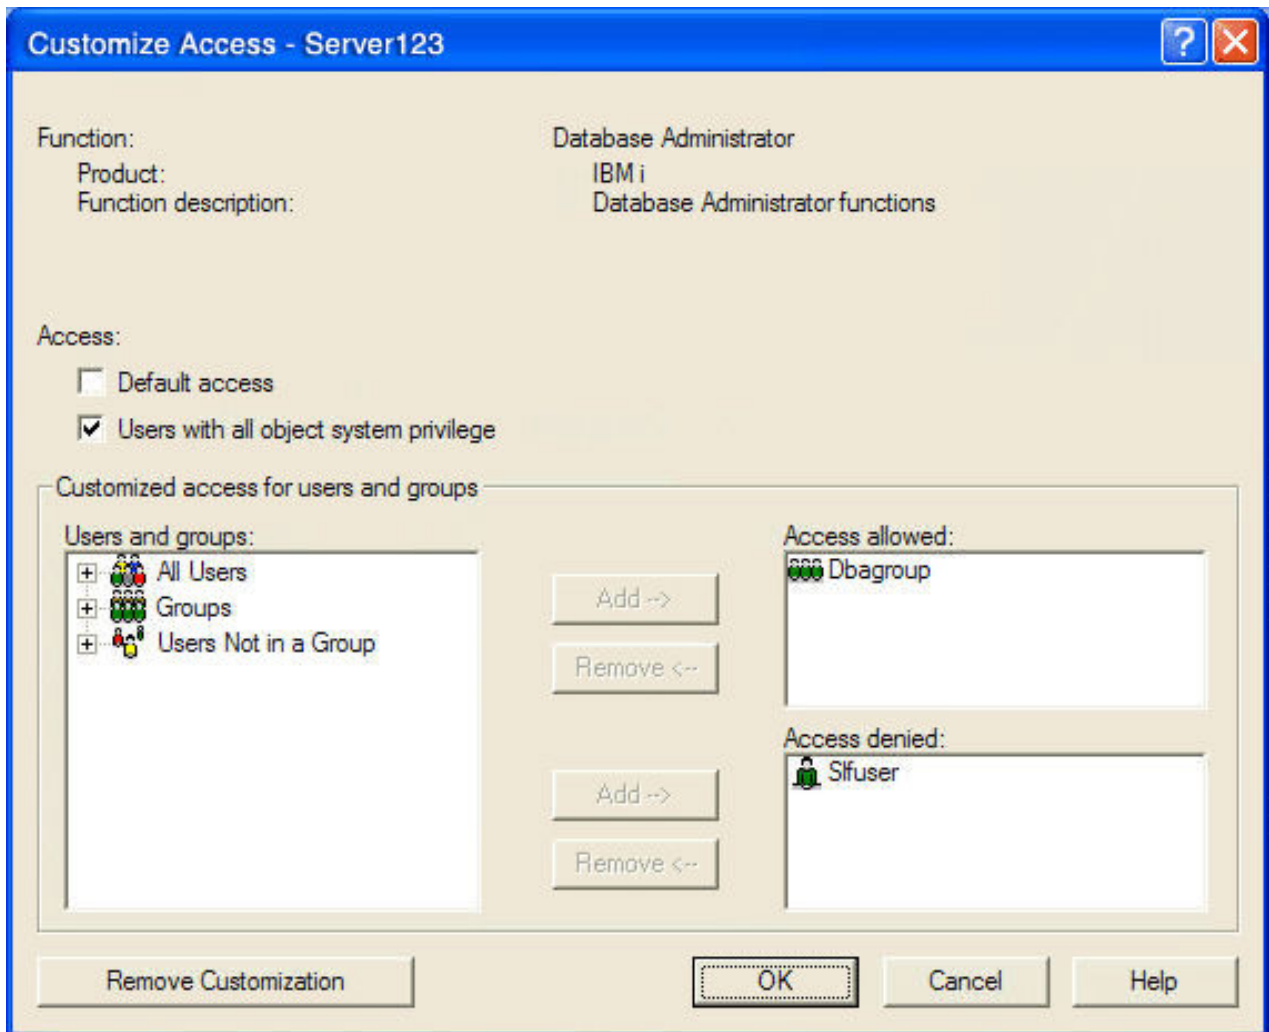 Customize Access - Server123
Function: Database Administrator
Product: IBM i
Function description: Database Administrator functions
Access:
Default access
Users with all object system privilege
Customized access for users and groups
Users and groups:
All Users
Groups
Users Not in a Group
Add -->
Remove <--
Access allowed:
Dbagroup
Add -->
Remove <--
Access denied:
Slfuser
Remove Customization
OK
Cancel
Help